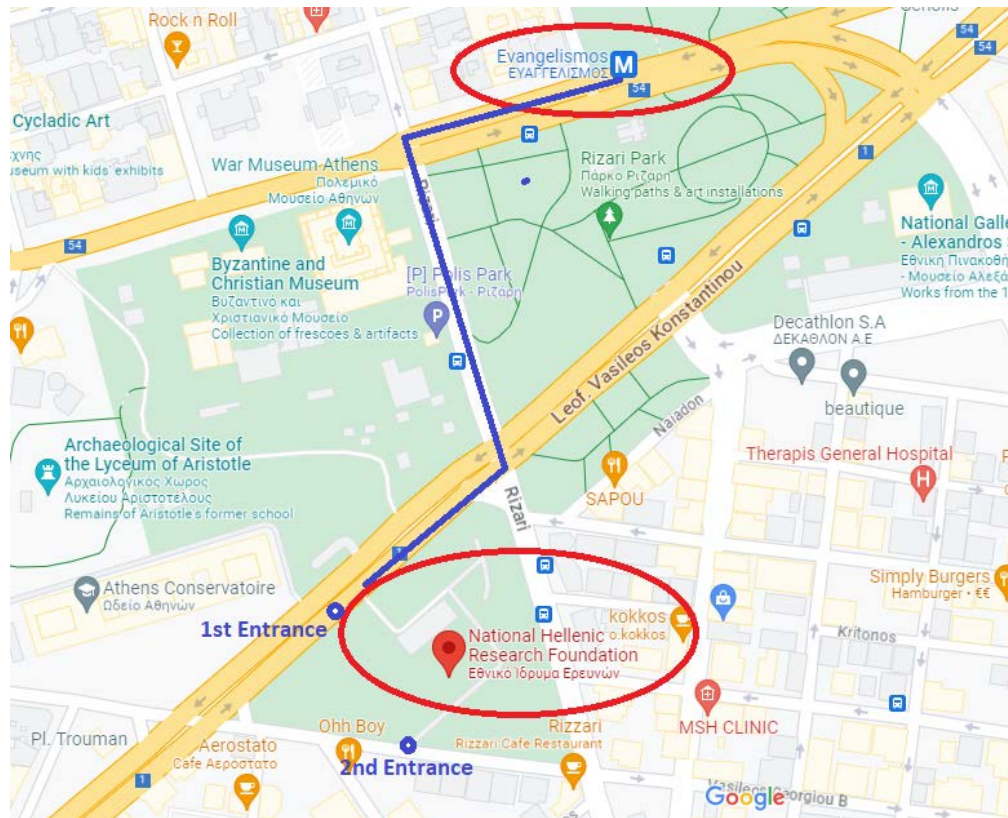 Rock n Roll
Evangelismos
ΕΥΑΓΓΕΛΙΣΜΟΣ
M
54
54
54
Cycladic Art
χνης
useum with kids' exhibits
War Museum Athens
Πολεμικό
Μουσείο Αθηνών
Rizari
Rizari Park
Πάρκο Ριζάρη
Walking paths & art installations
1
National Galle
- Alexandros
Εθνική Πινακοθή
- Μουσείο Αλεξά
Works from the 1
54
Byzantine and
Christian Museum
Βυζαντινό και
Χριστιανικό Μουσείο
Collection of frescoes & artifacts
[P] Polis Park
PolisPark - Ριζάρη
P
Leof. Vasileos Konstantinou
Decathlon S.A
ΔΕΚΑΘΛΟΝ Α.Ε
beautique
Naiadon
Archaeological Site of
the Lyceum of Aristotle
Αρχαιολογικός Χώρος
Λυκείου Αριστοτέλους
Remains of Aristotle's former school
Therapis General Hospital
H
SAPOU
Rizari
1
Athens Conservatoire
Ωδείο Αθηνών
Simply Burgers
Hamburger • €€
1st Entrance
kokkos
o.kokkos
National Hellenic
Research Foundation
Εθνικό Ίδρυμα Ερευνών
Kritonos
MSH CLINIC
Pl. Trouman
Ohh Boy
Rizzari
Rizzari Cafe Restaurant
Aerostato
Cafe Αερόστατο
2nd Entrance
1
Vasileos Georgiou B
Google